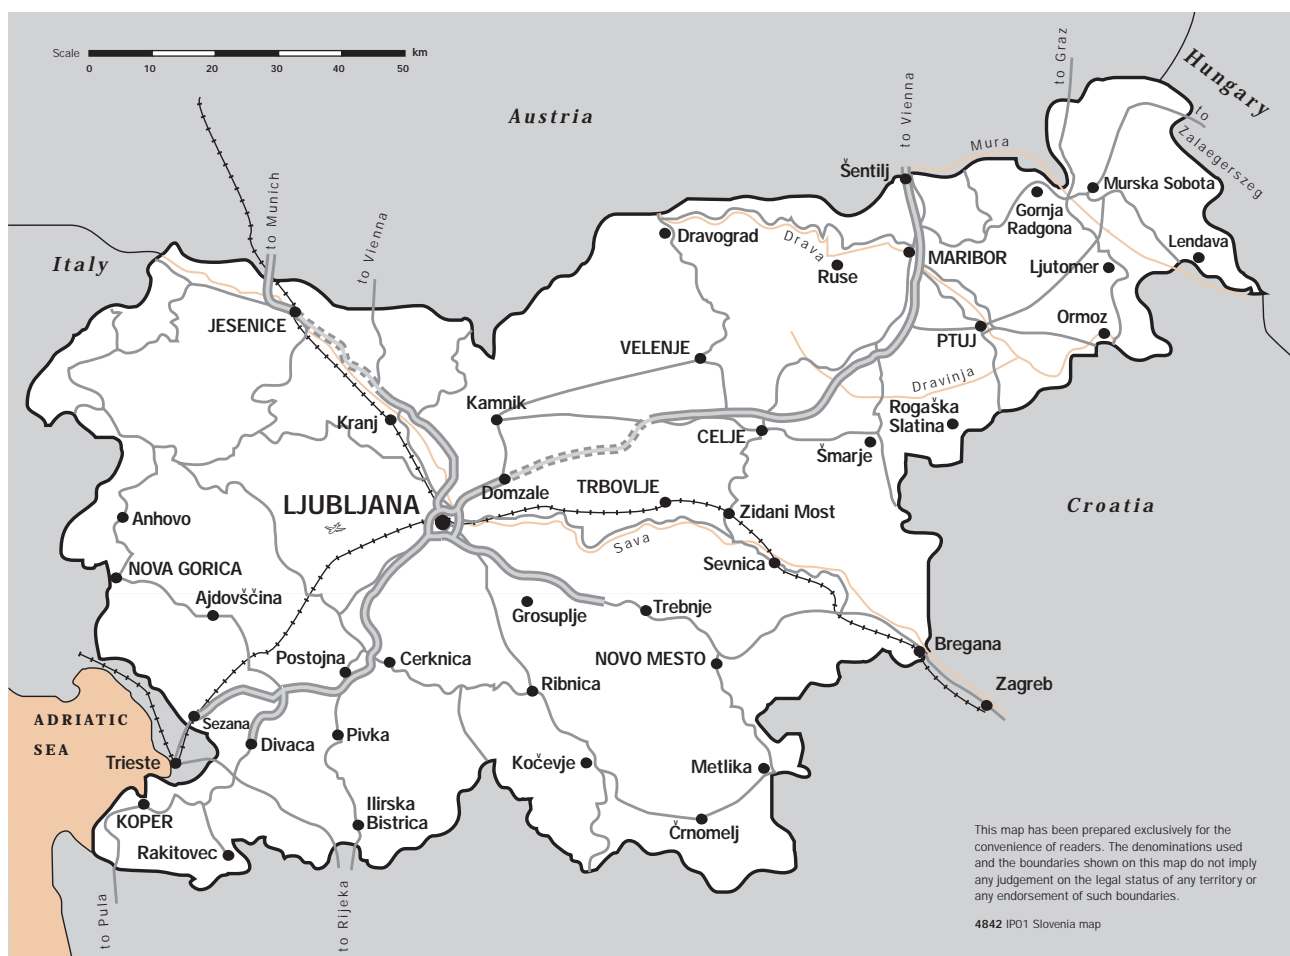 Scale
km
0 10 20 30 40 50
Austria
Hungary
Italy
Croatia
ADRIATIC
SEA
to Munich
to Vienna
to Vienna
to Graz
to
Zalaegerszeg
Mura
Šentilj
Murska Sobota
Gornja
Radgona
Lendava
Dravograd
Drava
Ruse
MARIBOR
Ljutomer
JESENICE
VELENJE
PTUJ
Ormoz
Dravinja
Kamnik
Kranj
Rogaška
Slatina
CELJE
Šmarje
Domzale
TRBOVLJE
LJUBLJANA
Anhovo
Zidani Most
Sava
Sevnica
NOVA GORICA
Ajdovščina
Grosuplje
Trebnje
Postojna
Cerknica
NOVO MESTO
Bregana
Ribnica
Zagreb
Sezana
Divaca
Pivka
Trieste
Kočevje
Metlika
KOPER
Ilirska
Bistrica
Črnomelj
Rakitovec
to Pula
to Rijeka
This map has been prepared exclusively for the
convenience of readers. The denominations used
and the boundaries shown on this map do not imply
any judgement on the legal status of any territory or
any endorsement of such boundaries.
4842 IP01 Slovenia map